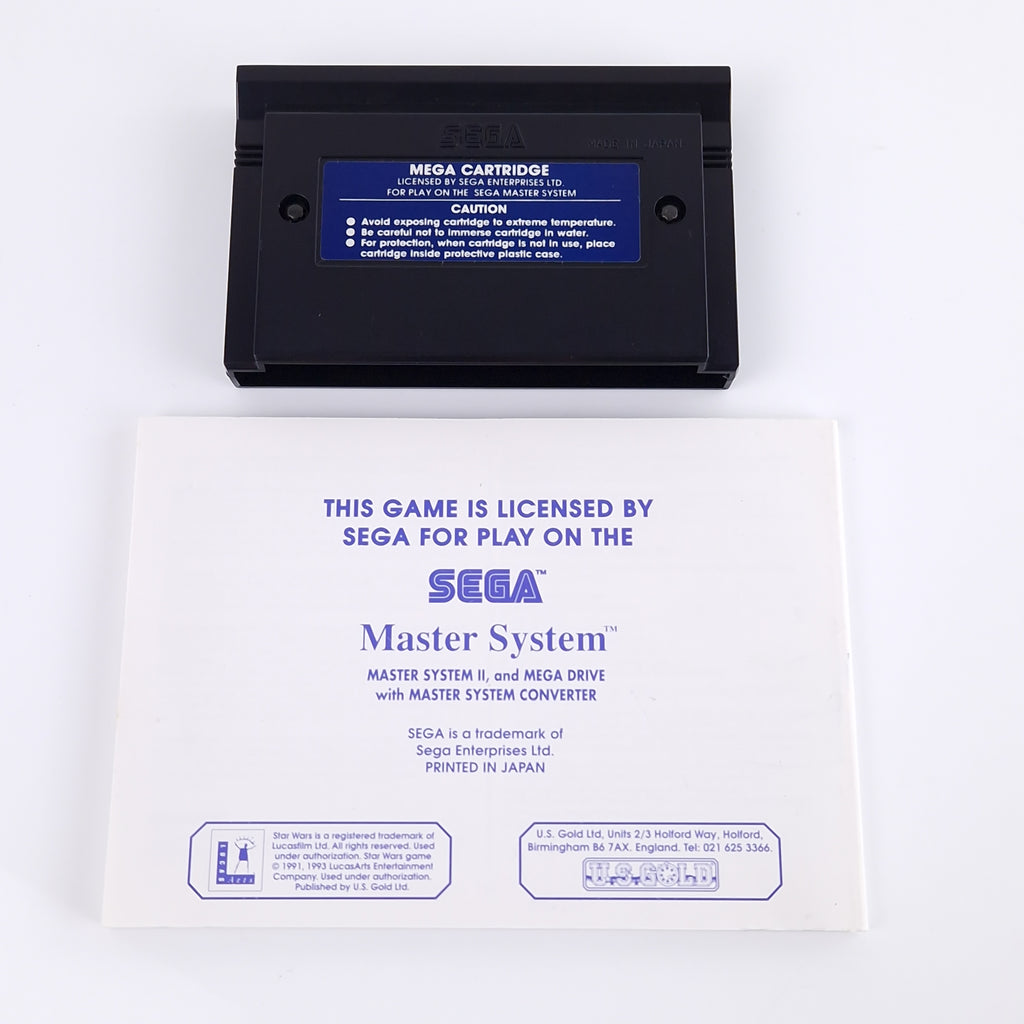 SEGA
MADE IN JAPAN
MEGA CARTRIDGE
LICENSED BY SEGA ENTERPRISES LTD.
FOR PLAY ON THE SEGA MASTER SYSTEM
CAUTION
● Avoid exposing cartridge to extreme temperature.
● Be careful not to immerse cartridge in water.
● For protection, when cartridge is not in use, place
cartridge inside protective plastic case.
THIS GAME IS LICENSED BY
SEGA FOR PLAY ON THE
SEGA™
Master System™
MASTER SYSTEM II, and MEGA DRIVE
with MASTER SYSTEM CONVERTER
SEGA is a trademark of
Sega Enterprises Ltd.
PRINTED IN JAPAN
LUCAS
Arts
Star Wars is a registered trademark of
Lucasfilm Ltd. All rights reserved. Used
under authorization. Star Wars game
© 1991, 1993 LucasArts Entertainment
Company. Used under authorization.
Published by U.S. Gold Ltd.
U.S. Gold Ltd, Units 2/3 Holford Way, Holford,
Birmingham B6 7AX. England. Tel: 021 625 3366.
U.S. GOLD